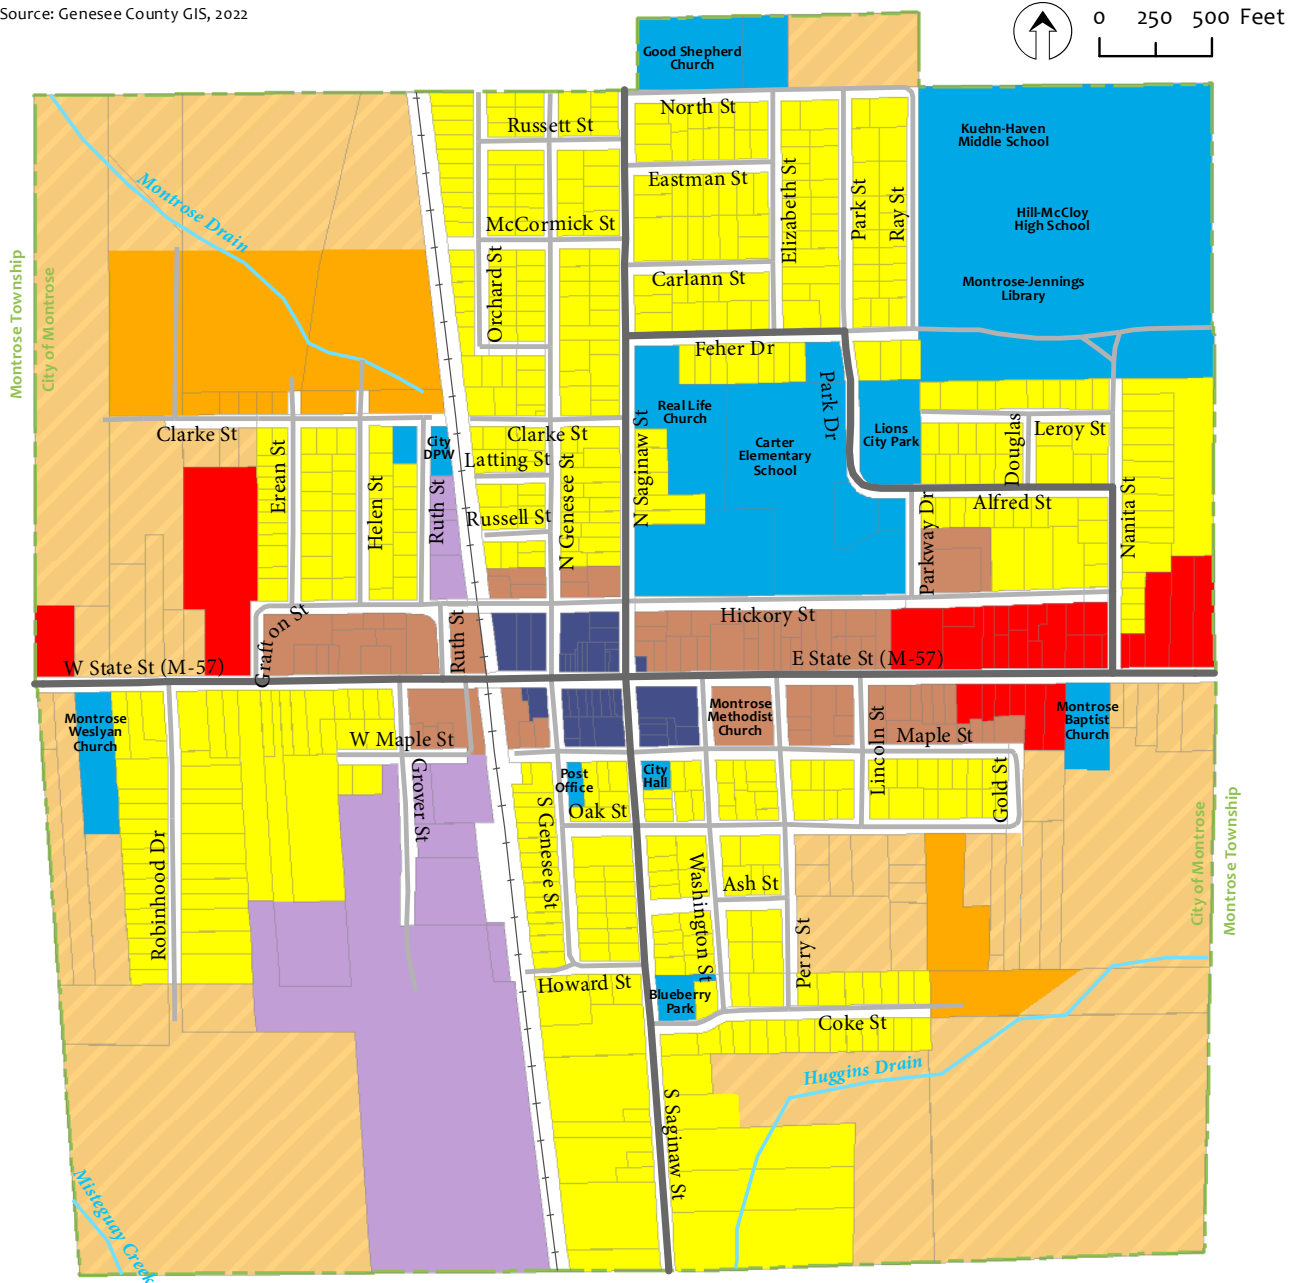 Source: Genesee County GIS, 2022
0 250 500 Feet
Good Shepherd
Church
North St
Russett St
Kuehn-Haven
Middle School
Eastman St
Elizabeth St
Park St
Ray St
Montrose Drain
McCormick St
Hill-McCloy
High School
Orchard St
Carlann St
Montrose-Jennings
Library
Montrose Township
City of Montrose
Feher Dr
Park Dr
Real Life
Church
N Saginaw St
Carter
Elementary
School
Lions
City Park
Douglas
Leroy St
Clarke St
Erean St
City
DPW
Clarke St
Latting St
Helen St
Ruth St
Russell St
N Genesee St
Alfred St
Nanita St
Parkway Dr
Hickory St
Grafton St
Ruth St
W State St (M-57)
E State St (M-57)
Montrose
Weslyan
Church
Montrose
Methodist
Church
Lincoln St
Montrose
Baptist
Church
W Maple St
Maple St
Grover St
Post
Office
City
Hall
Gold St
S Genesee St
Oak St
Robinhood Dr
Washington St
Ash St
Perry St
City of Montrose
Montrose Township
Howard St
Blueberry
Park
Coke St
Huggins Drain
S Saginaw St
Misteguay Creek